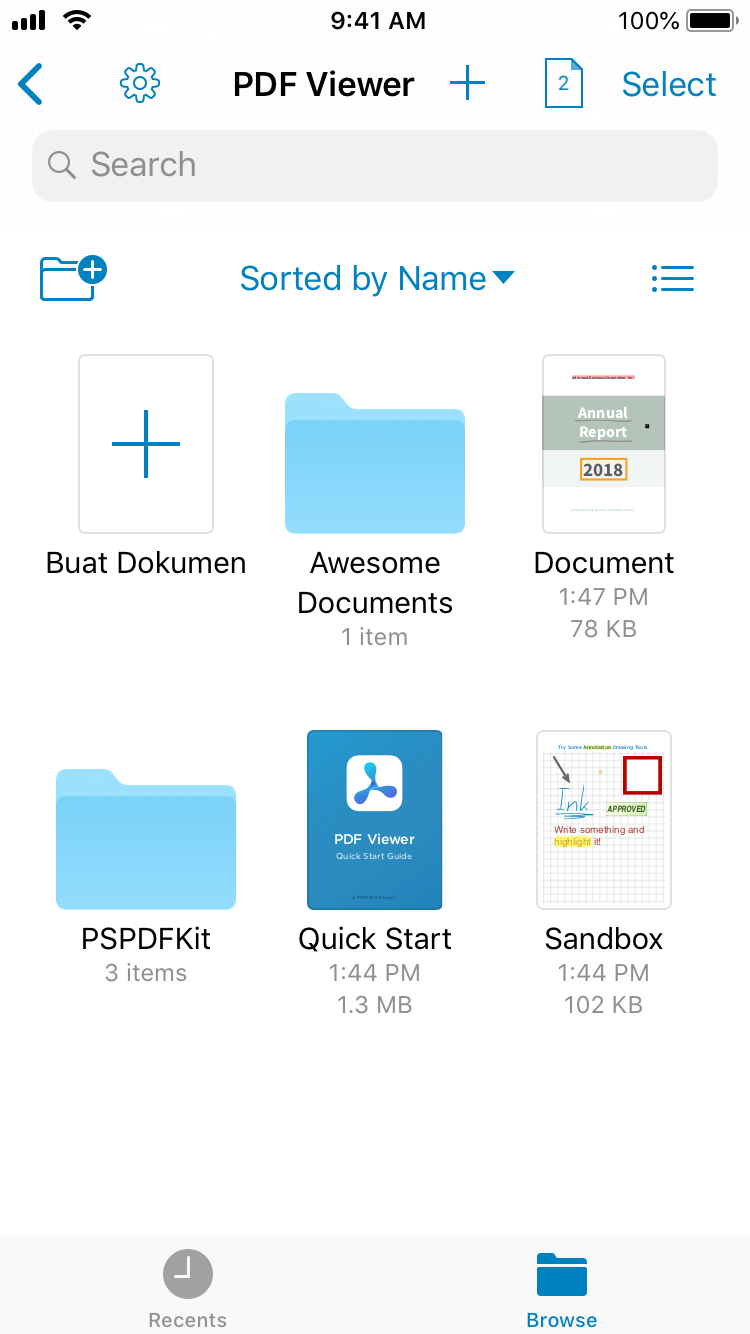 9:41 AM
100%
PDF Viewer
2
Select
Search
Sorted by Name
Annual
Report
2018
Buat Dokumen
Awesome
Documents
1 item
Document
1:47 PM
78 KB
PDF Viewer
Quick Start Guide
Try Some Annotation Drawing Tools
Ink
APPROVED
Write something and
highlight it!
PSPDFKit
3 items
Quick Start
1:44 PM
1.3 MB
Sandbox
1:44 PM
102 KB
Recents
Browse